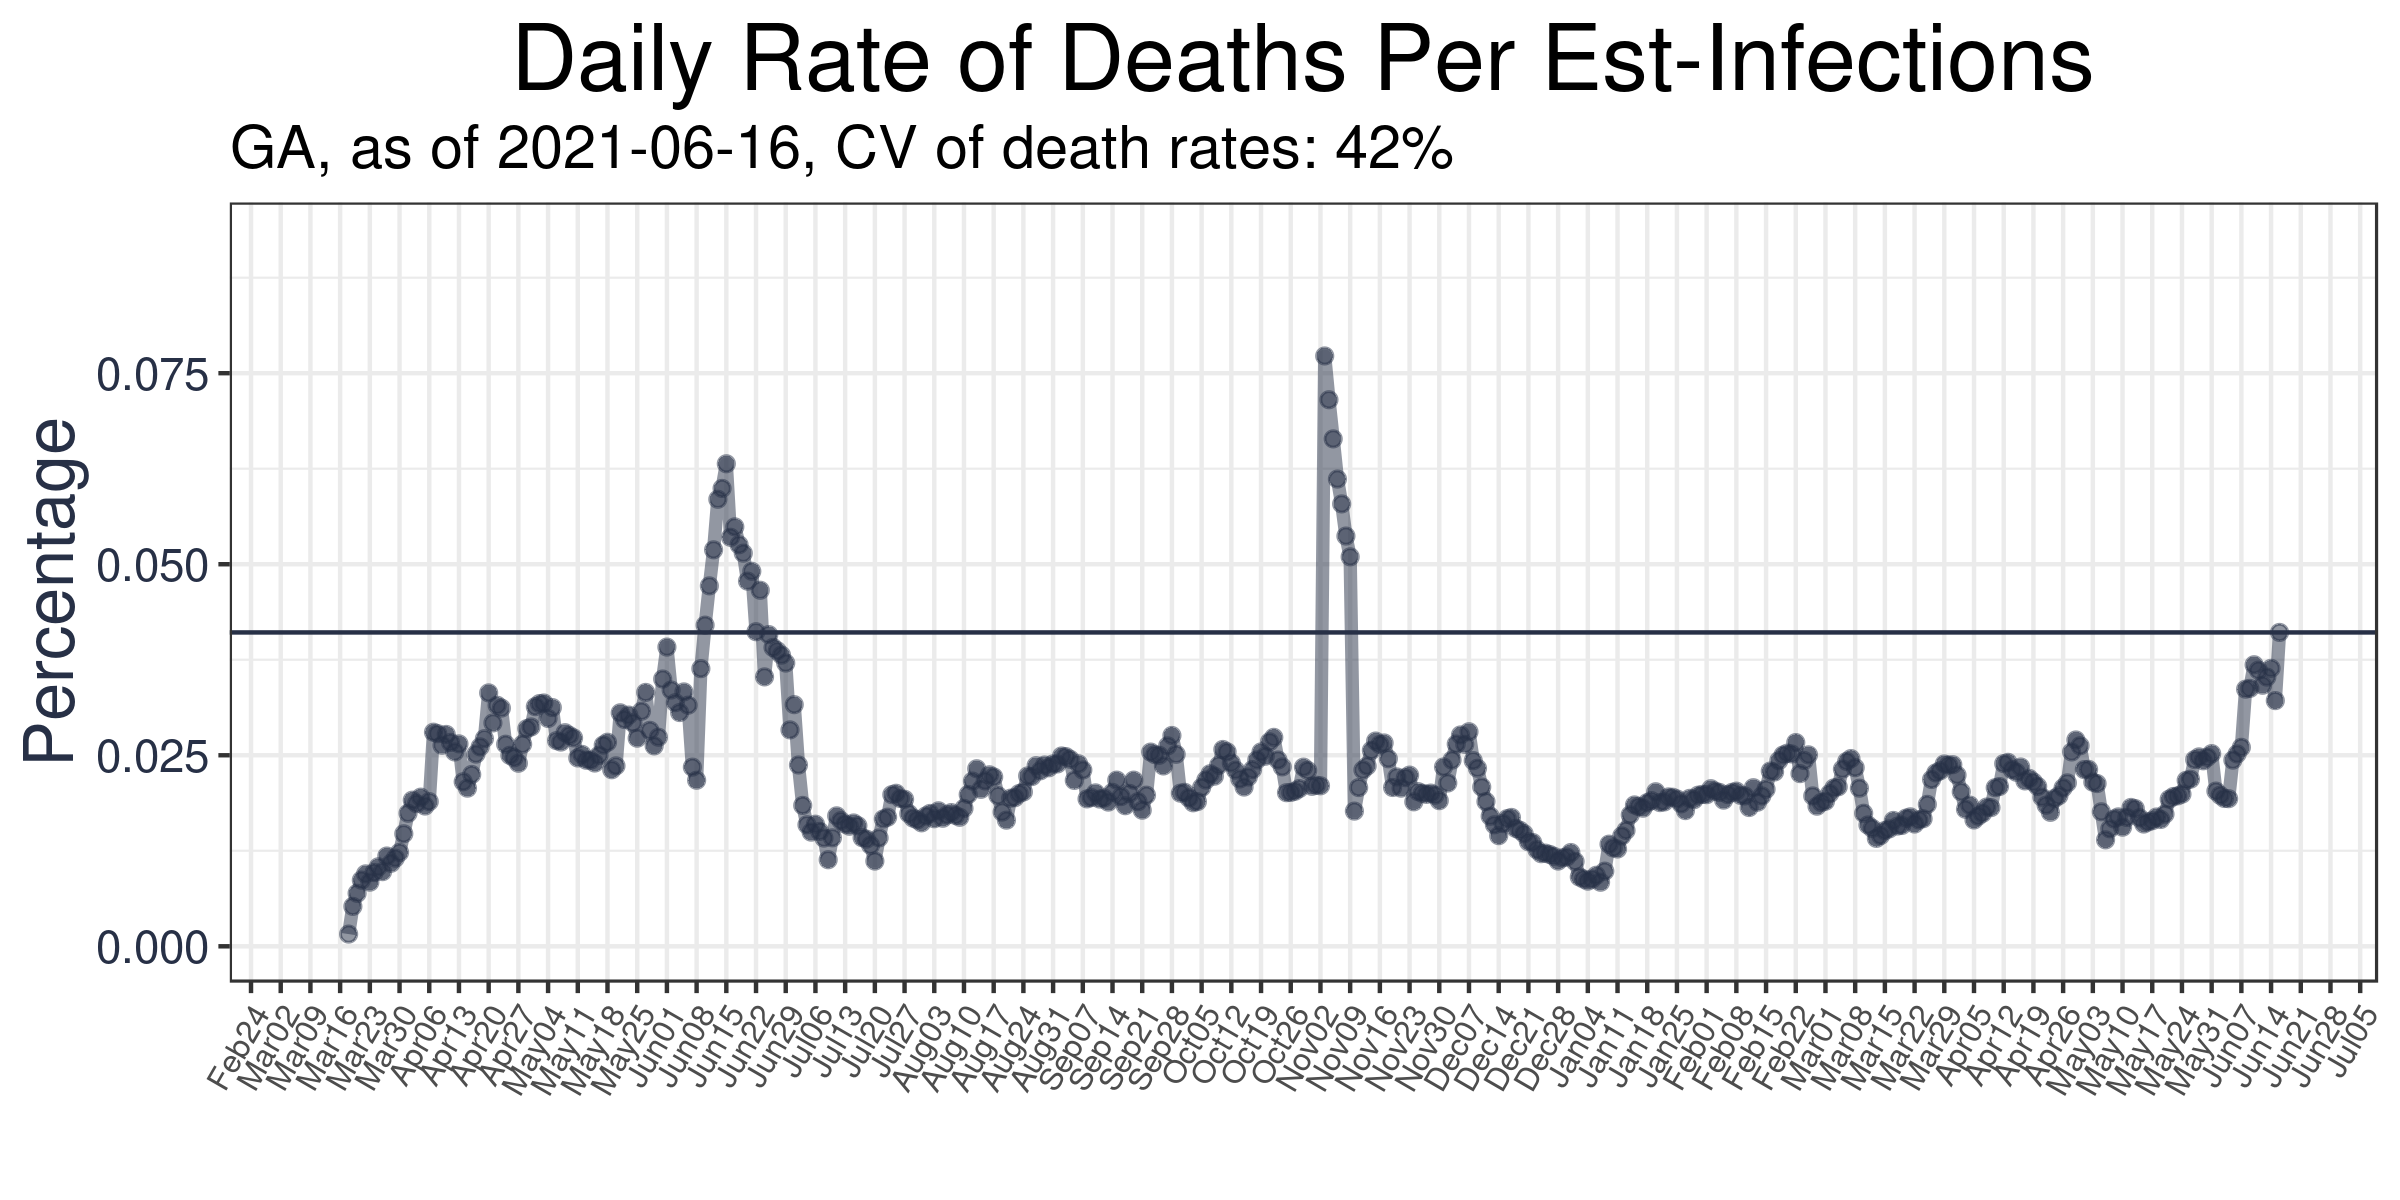 Daily Rate of Deaths Per Est-Infections
GA, as of 2021-06-16, CV of death rates: 42%
Percentage
0.075
0.050
0.025
0.000
Feb24
Mar02
Mar09
Mar16
Mar23
Mar30
Apr06
Apr13
Apr20
Apr27
May04
May11
May18
May25
Jun01
Jun08
Jun15
Jun22
Jun29
Jul06
Jul13
Jul20
Jul27
Aug03
Aug10
Aug17
Aug24
Aug31
Sep07
Sep14
Sep21
Sep28
Oct05
Oct12
Oct19
Oct26
Nov02
Nov09
Nov16
Nov23
Nov30
Dec07
Dec14
Dec21
Dec28
Jan04
Jan11
Jan18
Jan25
Feb01
Feb08
Feb15
Feb22
Mar01
Mar08
Mar15
Mar22
Mar29
Apr05
Apr12
Apr19
Apr26
May03
May10
May17
May24
May31
Jun07
Jun14
Jun21
Jun28
Jul05